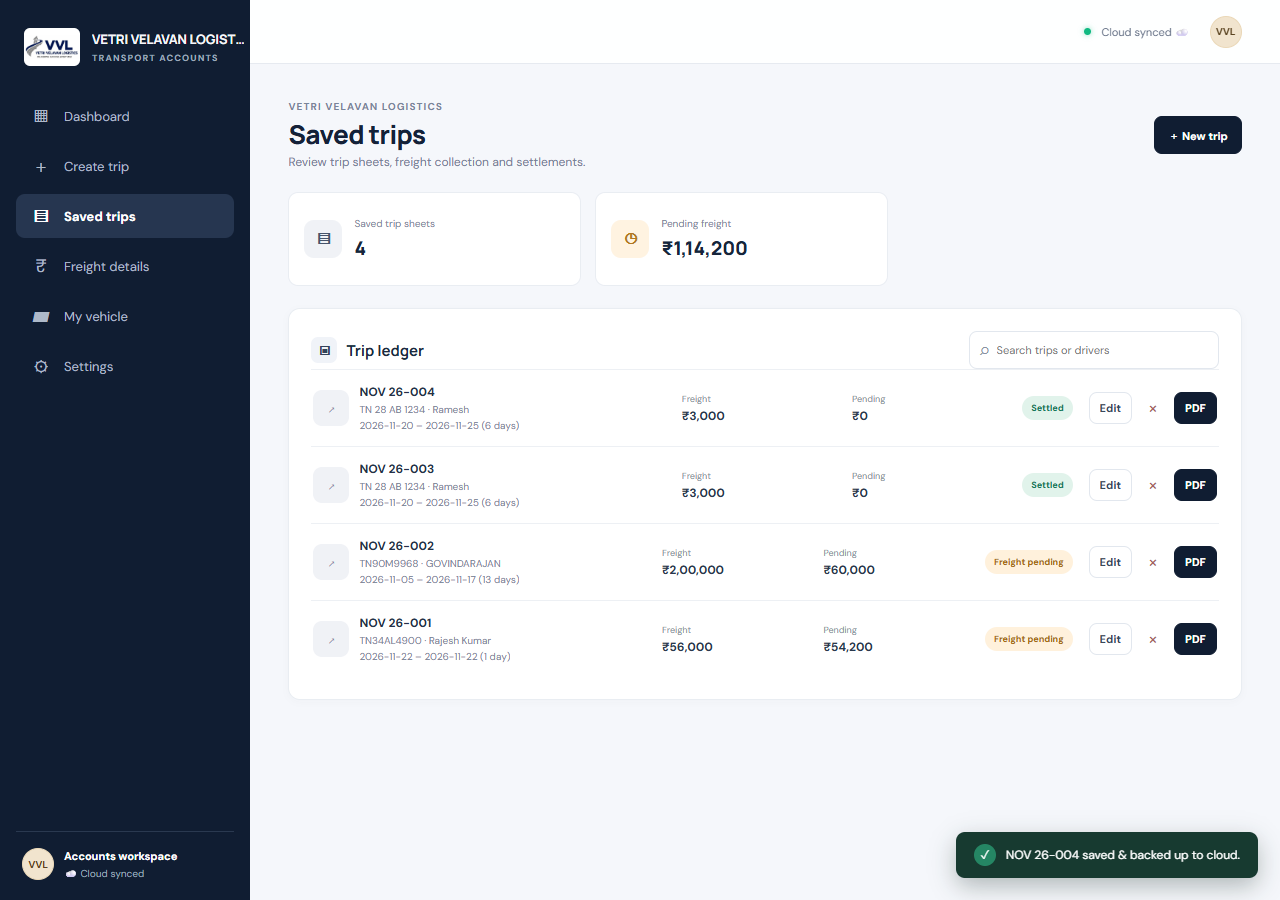 VVL
VETRI VELAVAN LOGISTICS
VETRI VELAVAN LOGIST...
TRANSPORT ACCOUNTS
Dashboard
+ Create trip
Saved trips
Freight details
My vehicle
Settings
VVL
Accounts workspace
Cloud synced
Cloud synced
VVL
VETRI VELAVAN LOGISTICS
Saved trips
Review trip sheets, freight collection and settlements.
+ New trip
Saved trip sheets
4
Pending freight
₹1,14,200
Trip ledger
Search trips or drivers
NOV 26-004
TN 28 AB 1234 · Ramesh
2026-11-20 – 2026-11-25 (6 days)
Freight
₹3,000
Pending
₹0
Settled
Edit
×
PDF
NOV 26-003
TN 28 AB 1234 · Ramesh
2026-11-20 – 2026-11-25 (6 days)
Freight
₹3,000
Pending
₹0
Settled
Edit
×
PDF
NOV 26-002
TN90M9968 · GOVINDARAJAN
2026-11-05 – 2026-11-17 (13 days)
Freight
₹2,00,000
Pending
₹60,000
Freight pending
Edit
×
PDF
NOV 26-001
TN34AL4900 · Rajesh Kumar
2026-11-22 – 2026-11-22 (1 day)
Freight
₹56,000
Pending
₹54,200
Freight pending
Edit
×
PDF
✓ NOV 26-004 saved & backed up to cloud.